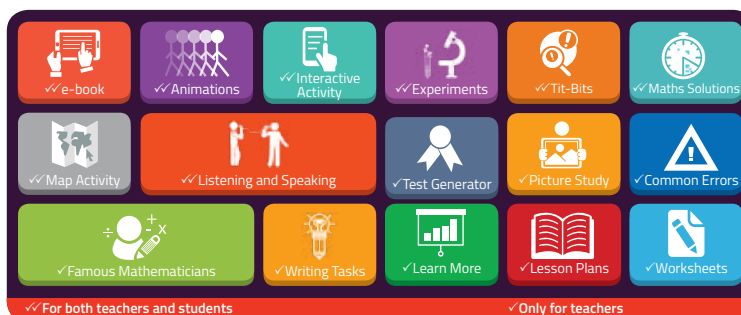 ✓✓e-book
✓✓Animations
✓✓Interactive
Activity
✓✓Experiments
✓✓Tit-Bits
✓✓Maths Solutions
✓✓Map Activity
✓✓Listening and Speaking
✓Test Generator
✓Picture Study
✓Common Errors
✓Famous Mathematicians
✓Writing Tasks
✓Learn More
✓Lesson Plans
✓Worksheets
✓✓For both teachers and students
✓Only for teachers